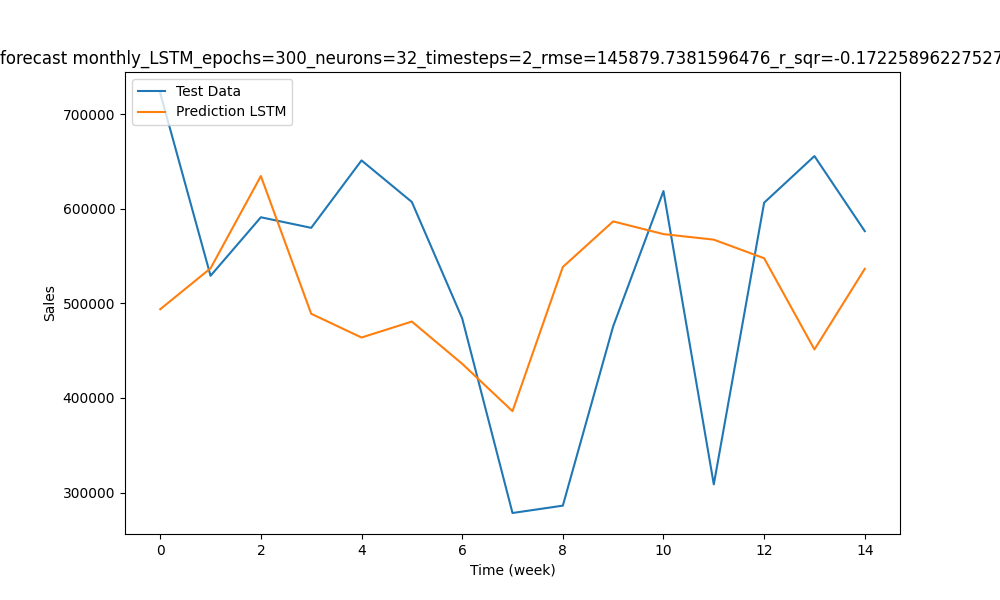 forecast monthly_LSTM_epochs=300_neurons=32_timesteps=2_rmse=145879.7381596476_r_sqr=-0.17225896227527
Test Data
Prediction LSTM
700000
600000
500000
400000
300000
Sales
0 2 4 6 8 10 12 14
Time (week)